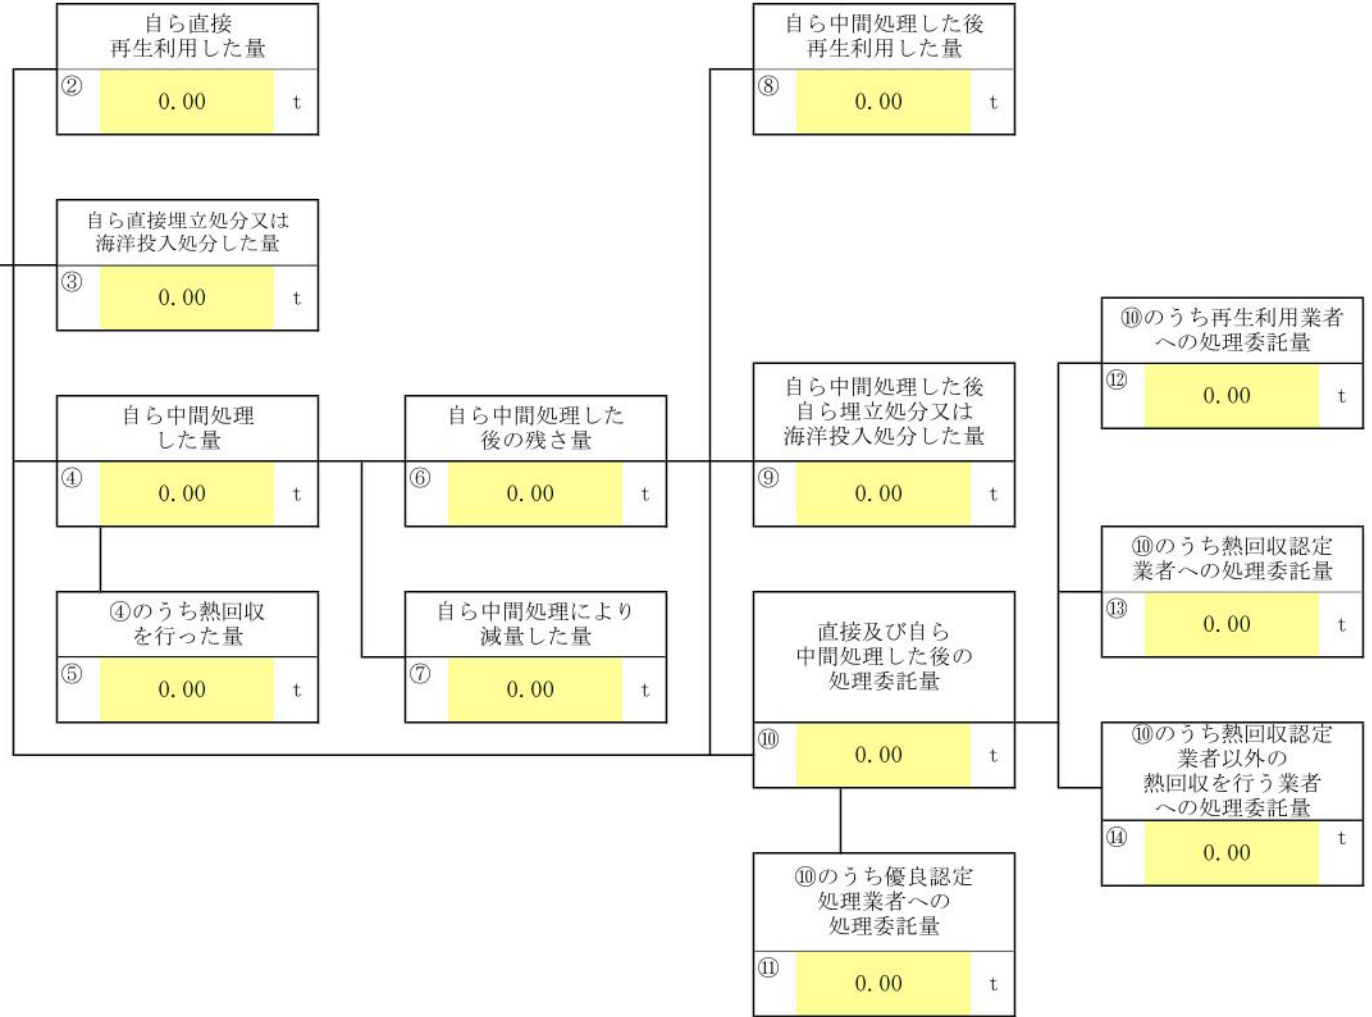 自ら直接
再生利用した量
②
0.00
t
自ら中間処理した後
再生利用した量
⑧
0.00
t
自ら直接埋立処分又は
海洋投入処分した量
③
0.00
t
⑩のうち再生利用業者
への処理委託量
⑫
0.00
t
自ら中間処理
した量
④
0.00
t
自ら中間処理した
後の残さ量
⑥
0.00
t
自ら中間処理した後
自ら埋立処分又は
海洋投入処分した量
⑨
0.00
t
⑩のうち熱回収認定
業者への処理委託量
⑬
0.00
t
④のうち熱回収
を行った量
⑤
0.00
t
自ら中間処理により
減量した量
⑦
0.00
t
直接及び自ら
中間処理した後の
処理委託量
⑩
0.00
t
⑩のうち熱回収認定
業者以外の
熱回収を行う業者
への処理委託量
⑭
0.00
t
⑩のうち優良認定
処理業者への
処理委託量
⑪
0.00
t